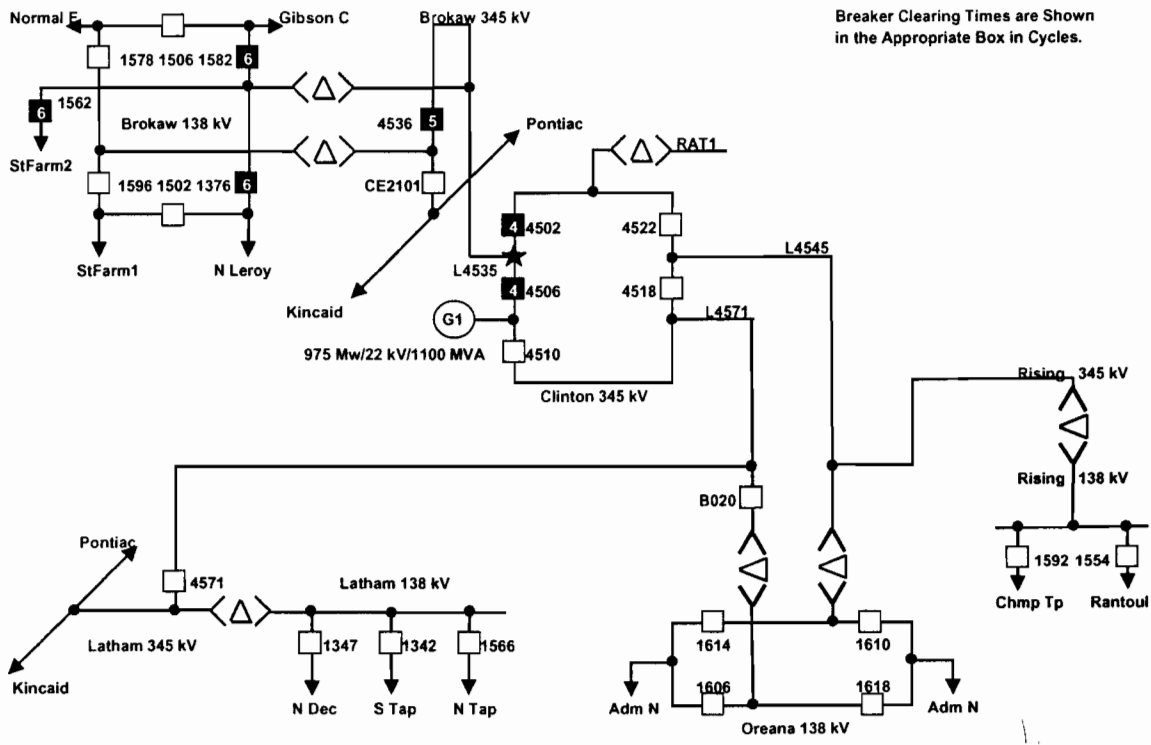 Normal E
Gibson C
Brokaw 345 kV
Breaker Clearing Times are Shown
in the Appropriate Box in Cycles.
1578 1506 1582
6
6
1562
StFarm2
Brokaw 138 kV
4536
5
Pontiac
RAT1
1596 1502 1376
6
CE2101
4
4502
4522
StFarm1
N Leroy
L4535
L4545
4
4506
4518
Kincaid
G1
L4571
975 Mw/22 kV/1100 MVA
4510
Clinton 345 kV
Rising 345 kV
Rising 138 kV
B020
Pontiac
4571
Latham 138 kV
1592
1554
Chmp Tp
Rantoul
Latham 345 kV
1347
1342
1566
1614
1610
Kincaid
1606
1618
N Dec
S Tap
N Tap
Adm N
Adm N
Oreana 138 kV